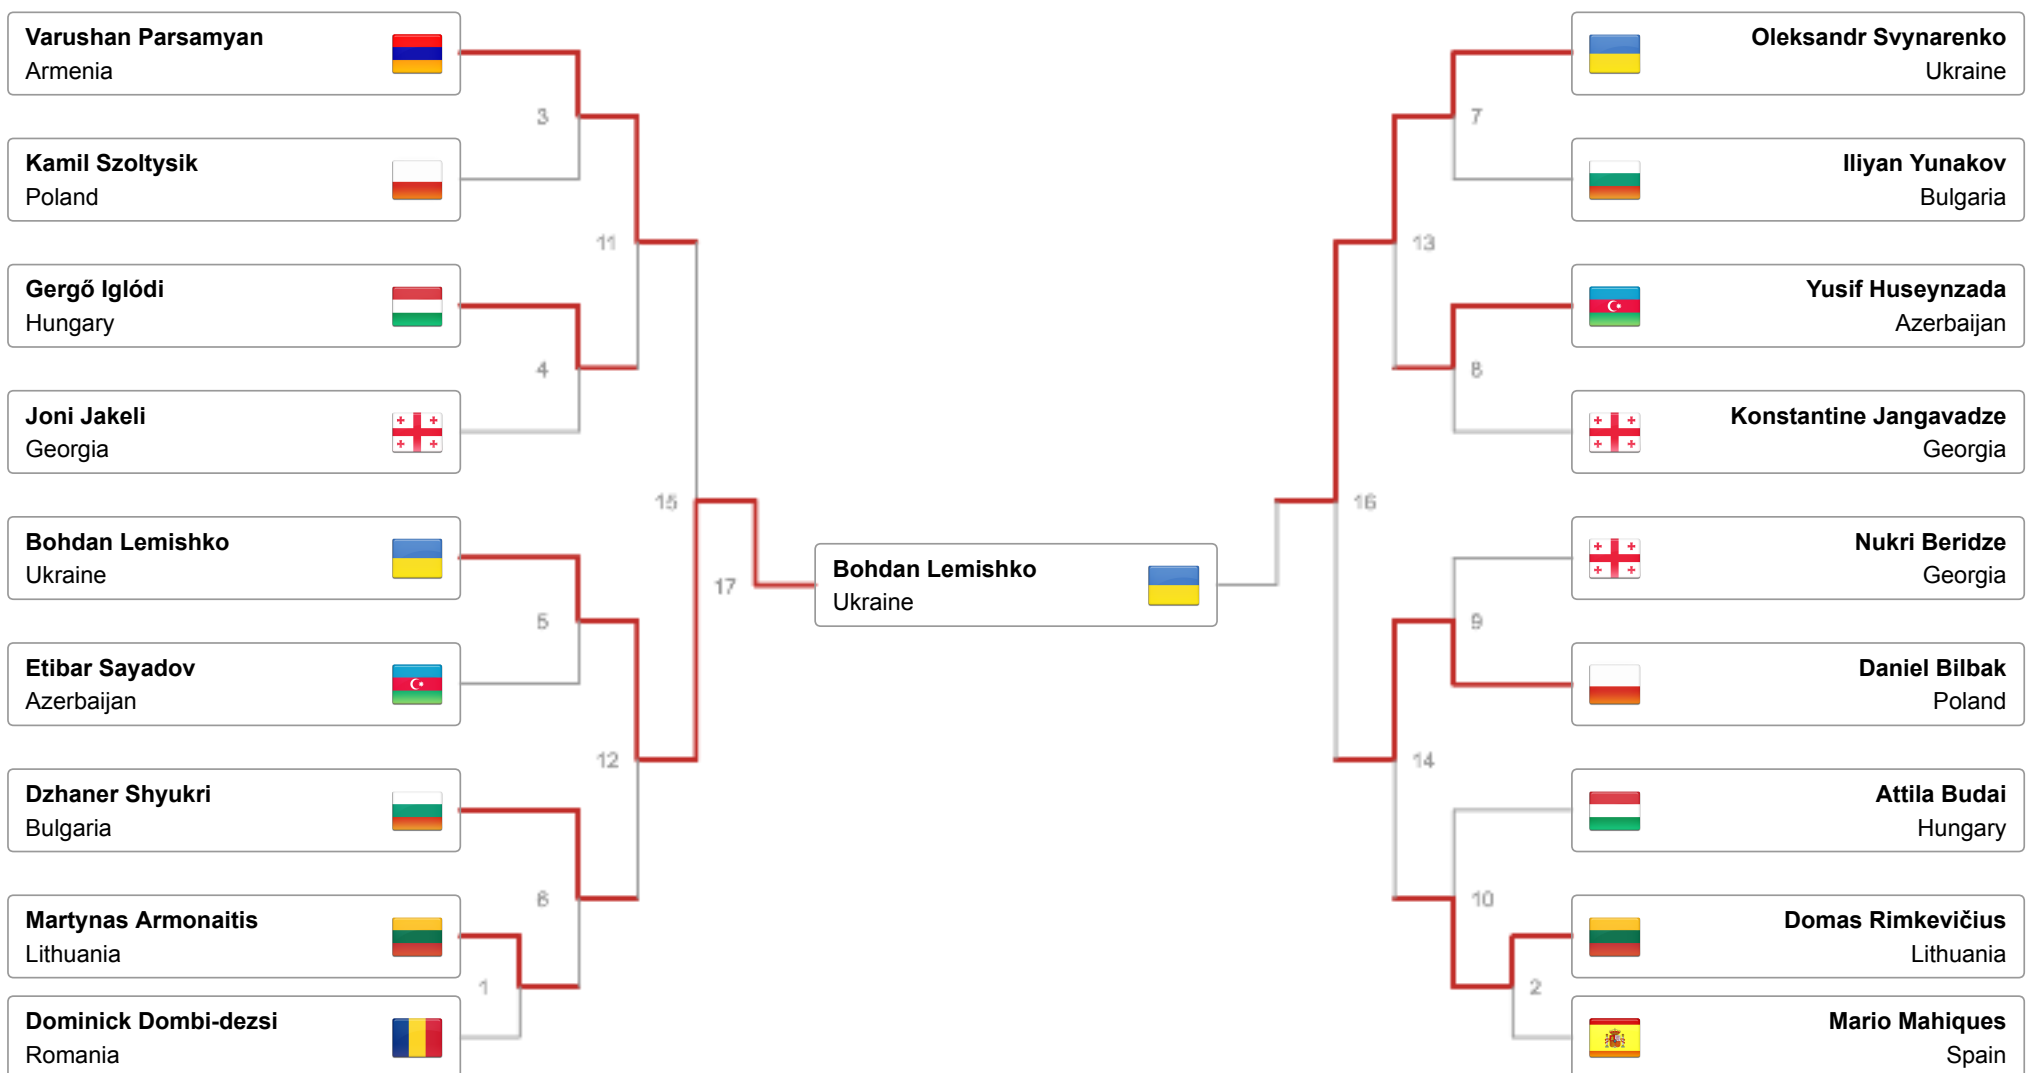 Varushan Parsamyan
Armenia
3
Kamil Szoltysik
Poland
11
Gergő Iglódi
Hungary
4
Joni Jakeli
Georgia
15
Bohdan Lemishko
Ukraine
5
Etibar Sayadov
Azerbaijan
12
Dzhaner Shyukri
Bulgaria
6
Martynas Armonaitis
Lithuania
1
Dominick Dombi-dezsi
Romania
17
Bohdan Lemishko
Ukraine
Oleksandr Svynarenko
Ukraine
7
Iliyan Yunakov
Bulgaria
13
Yusif Huseynzada
Azerbaijan
8
Konstantine Jangavadze
Georgia
16
Nukri Beridze
Georgia
9
Daniel Bilbak
Poland
14
Attila Budai
Hungary
10
Domas Rimkevičius
Lithuania
2
Mario Mahiques
Spain